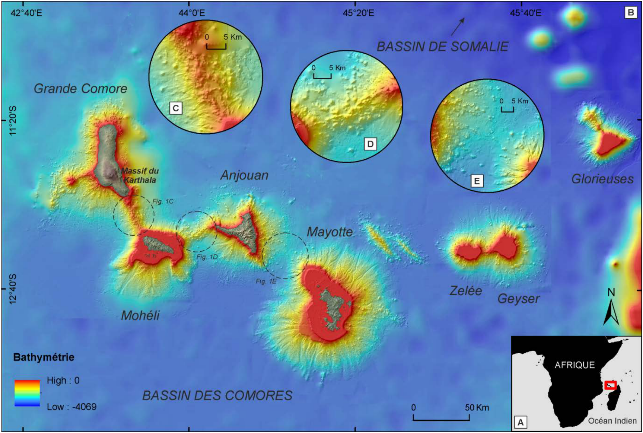 42°40'E
44°0'E
45°20'E
45°40'E
B
BASSIN DE SOMALIE
0 5 Km
C
0 5 Km
D
0 5 Km
E
Grande Comore
11°20'S
Massif du
Karthala
Anjouan
Glorieuses
Fig. 1C
Fig. 1D
Mayotte
Fig. 1E
12°40'S
Zelée
Geyser
Mohéli
N
Bathymétrie
High : 0
Low : -4069
BASSIN DES COMORES
0 50 Km
AFRIQUE
A
Océan Indien